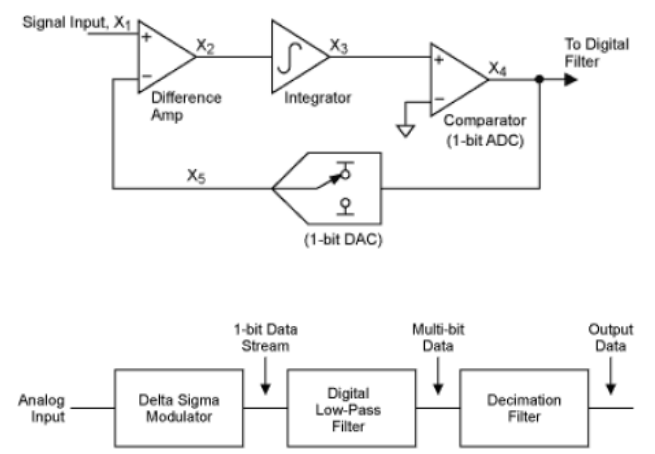 Signal Input, X1
+
-
X2
Difference
Amp
∫
X3
Integrator
+
-
X4
To Digital
Filter
Comparator
(1-bit ADC)
X5
(1-bit DAC)
1-bit Data
Stream
Multi-bit
Data
Output
Data
Analog
Input
Delta Sigma
Modulator
Digital
Low-Pass
Filter
Decimation
Filter